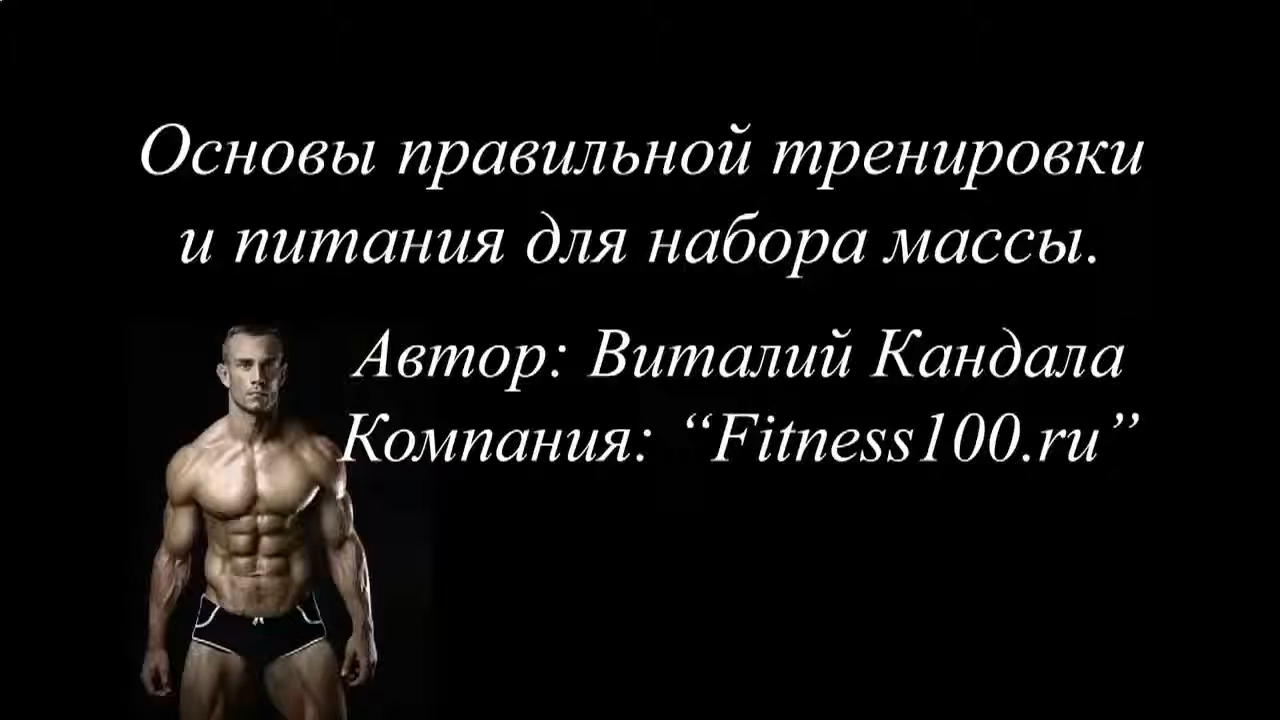 Основы правильной тренировки
и питания для набора массы.
Автор: Виталий Кандала
Компания: “Fitness100.ru”